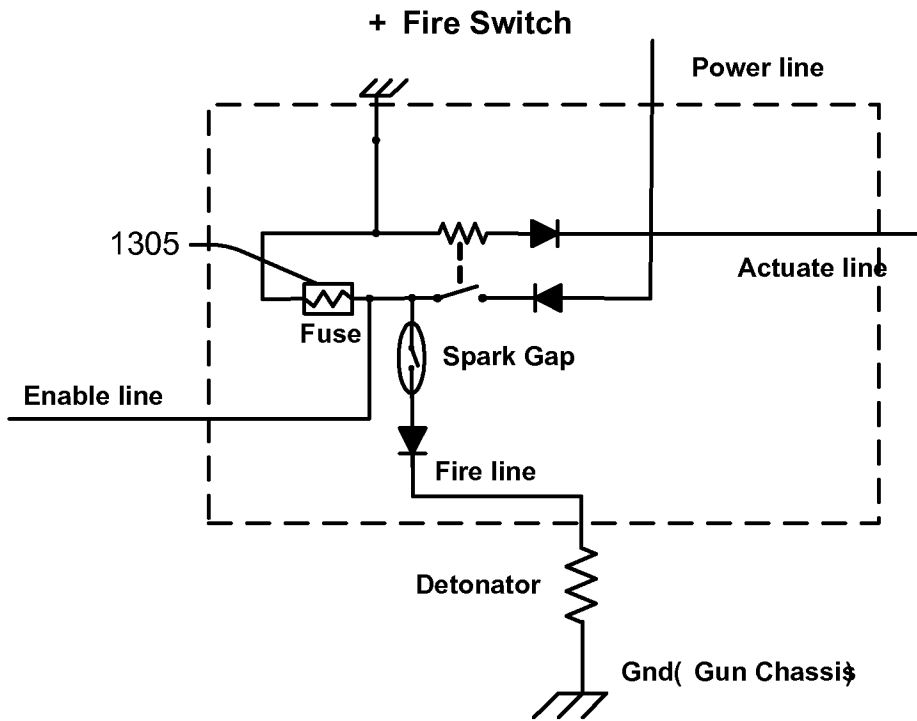 + Fire Switch
Power line
1305
Actuate line
Fuse
Spark Gap
Enable line
Fire line
Detonator
Gnd( Gun Chassis)